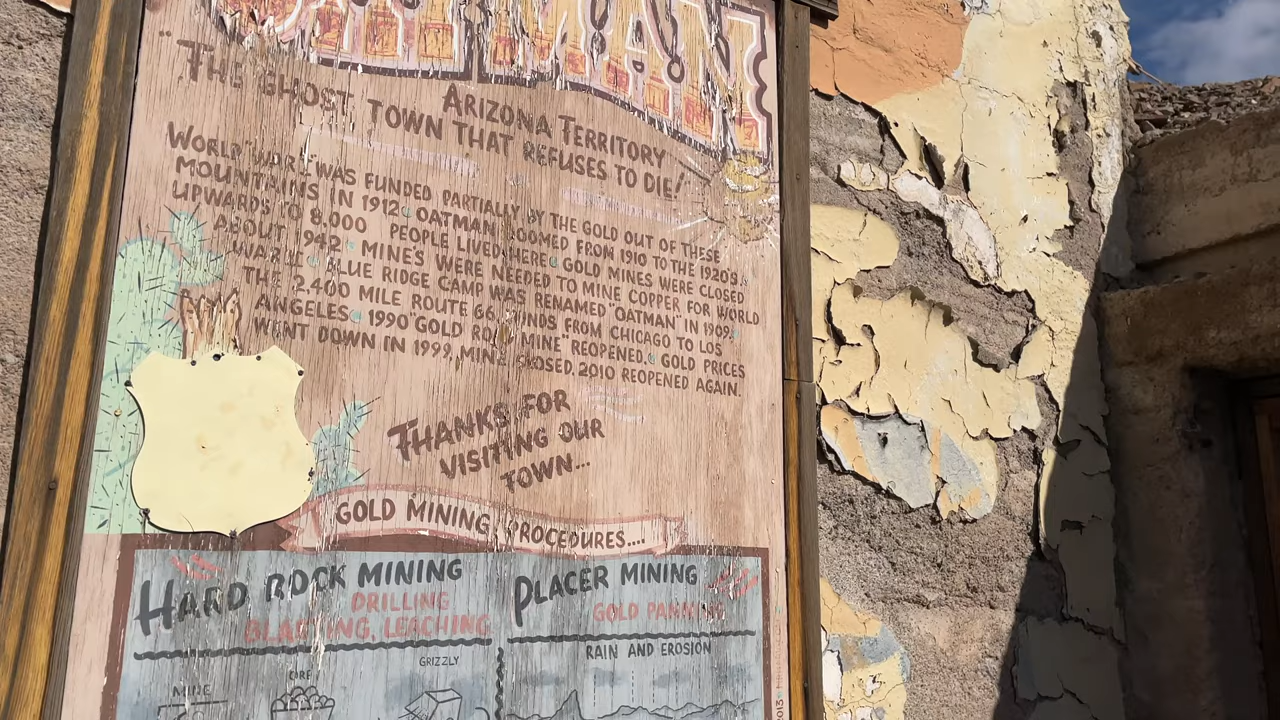 OATMAN
ARIZONA TERRITORY
"THE GHOST TOWN THAT REFUSES TO DIE!
WORLD WAR I WAS FUNDED PARTIALLY BY THE GOLD OUT OF THESE
MOUNTAINS IN 1912. OATMAN BOOMED FROM 1910 TO THE 1920'S.
UPWARDS TO 8,000 PEOPLE LIVED HERE. GOLD MINES WERE CLOSED
ABOUT 1942. MINES WERE NEEDED TO MINE COPPER FOR WORLD
WAR II. BLUE RIDGE CAMP WAS RENAMED "OATMAN" IN 1909.
THE 2,400 MILE ROUTE 66 WINDS FROM CHICAGO TO LOS
ANGELES. 1990 "GOLD ROAD MINE" REOPENED. GOLD PRICES
WENT DOWN IN 1999, MINE CLOSED. 2010 REOPENED AGAIN.
THANKS FOR
VISITING OUR
TOWN...
GOLD MINING PROCEDURES....
HARD ROCK MINING
DRILLING
BLASTING, LEACHING
PLACER MINING
GOLD PANNING
RAIN AND EROSION
GRIZZLY
ORE
MINE
2013